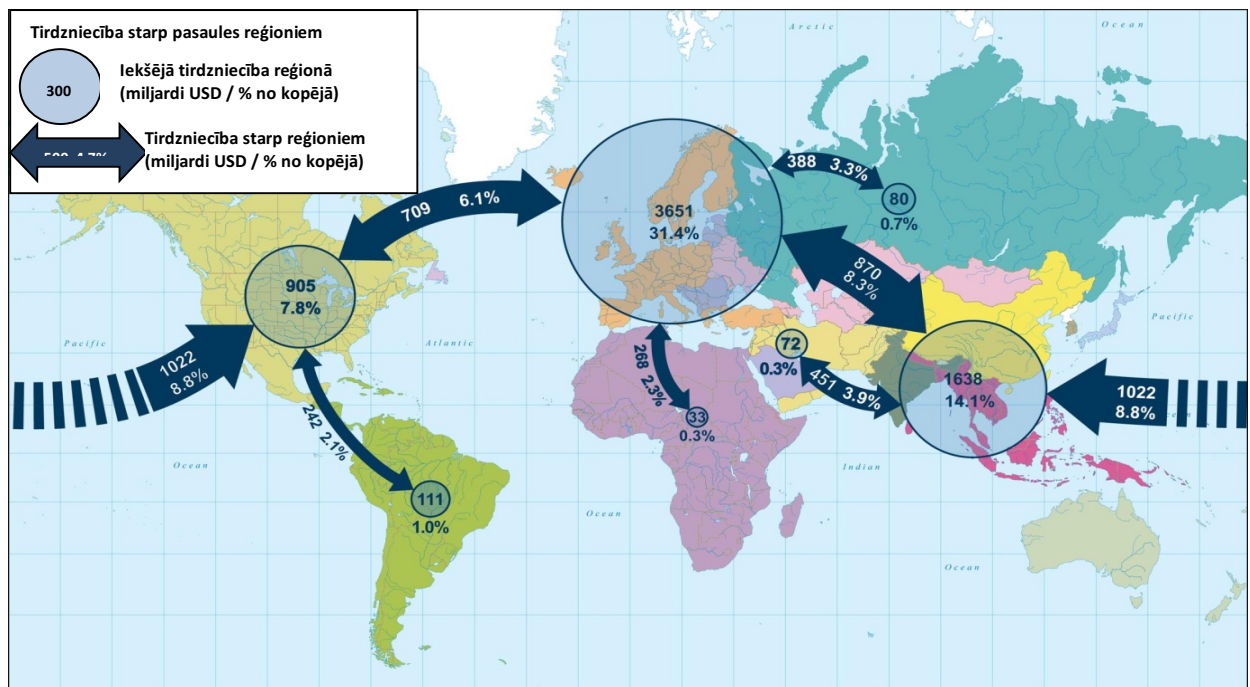 Tirdzniecība starp pasaules reģioniem
300
Iekšējā tirdzniecība reģionā
(miljardi USD / % no kopējā)
Tirdzniecība starp reģioniem
(miljardi USD / % no kopējā)
Arctic
Ocean
Ocean
388 3.3%
80
0.7%
709 6.1%
3651
31.4%
870
8.3%
905
7.8%
Pacific
Atlantic
Pacific
1022
8.8%
268 2.3%
72
0.3%
451 3.9%
1638
14.1%
1022
8.8%
Ocean
242 2.1%
33
0.3%
Ocean
Indian
111
1.0%
Ocean
Ocean